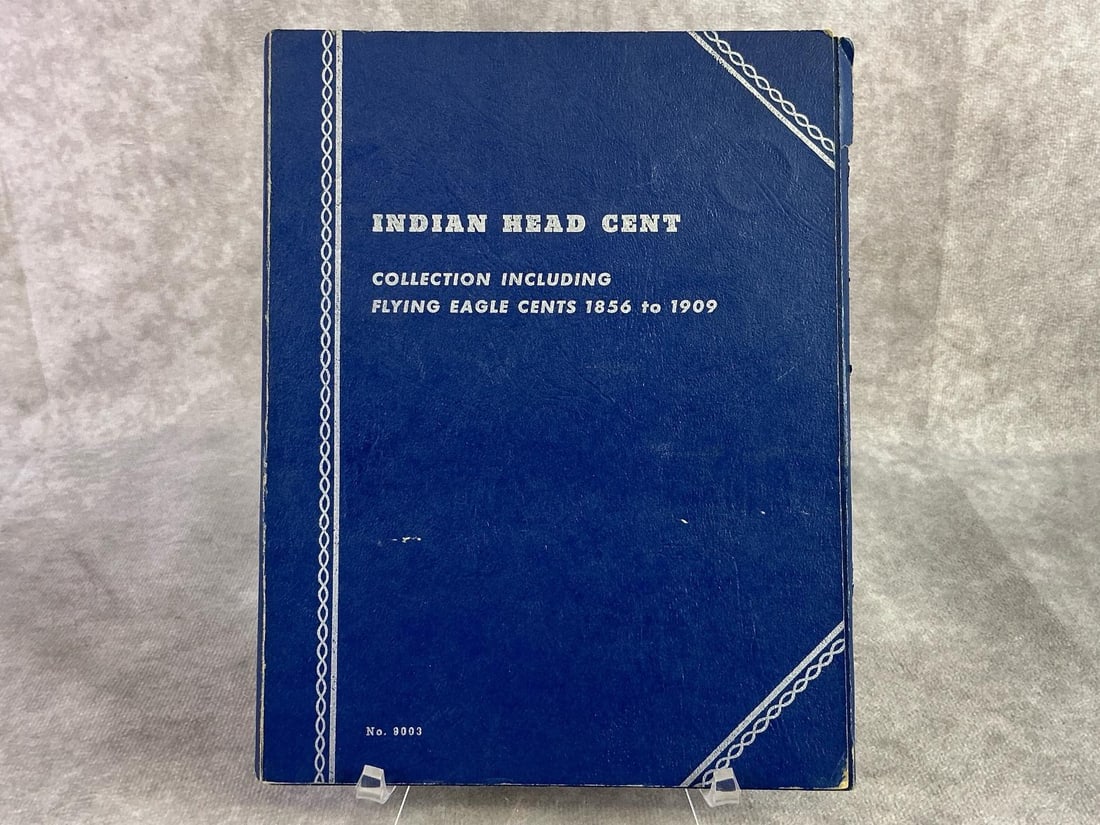 INDIAN HEAD CENT
COLLECTION INCLUDING
FLYING EAGLE CENTS 1856 to 1909
No. 9003